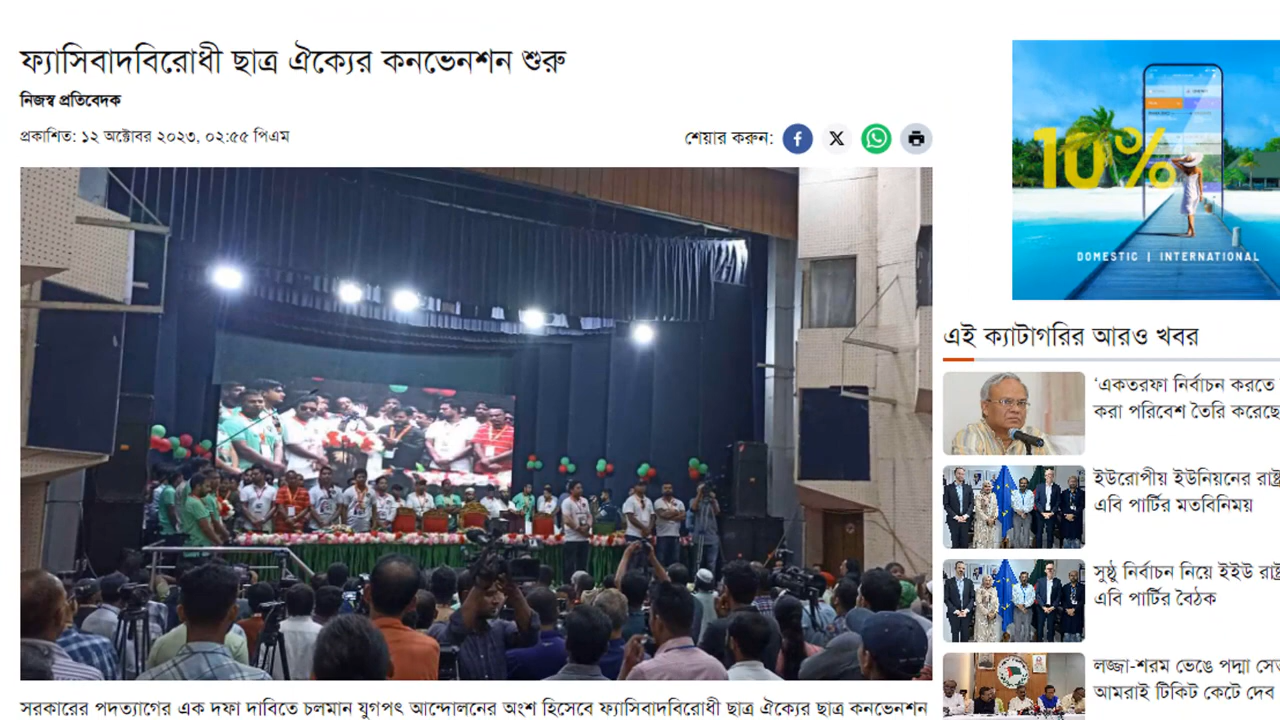 ফ্যাসিবাদবিরোধী ছাত্র ঐক্যের কনভেনশন শুরু
নিজস্ব প্রতিবেদক
প্রকাশিত: ১২ অক্টোবর ২০২৩, ০২:৫৫ পিএম
শেয়ার করুন:
সরকারের পদত্যাগের এক দফা দাবিতে চলমান যুগপৎ আন্দোলনের অংশ হিসেবে ফ্যাসিবাদবিরোধী ছাত্র ঐক্যের ছাত্র কনভেনশন
10%
DOMESTIC | INTERNATIONAL
এই ক্যাটাগরির আরও খবর
‘একতরফা নির্বাচন করতে
করা পরিবেশ তৈরি করেছে
ইউরোপীয় ইউনিয়নের রাষ্ট্র
এবি পার্টির মতবিনিময়
সুষ্ঠু নির্বাচন নিয়ে ইইউ রাষ্ট্র
এবি পার্টির বৈঠক
লজ্জা-শরম ভেঙে পদ্মা সেতু
আমরাই টিকিট কেটে দেব